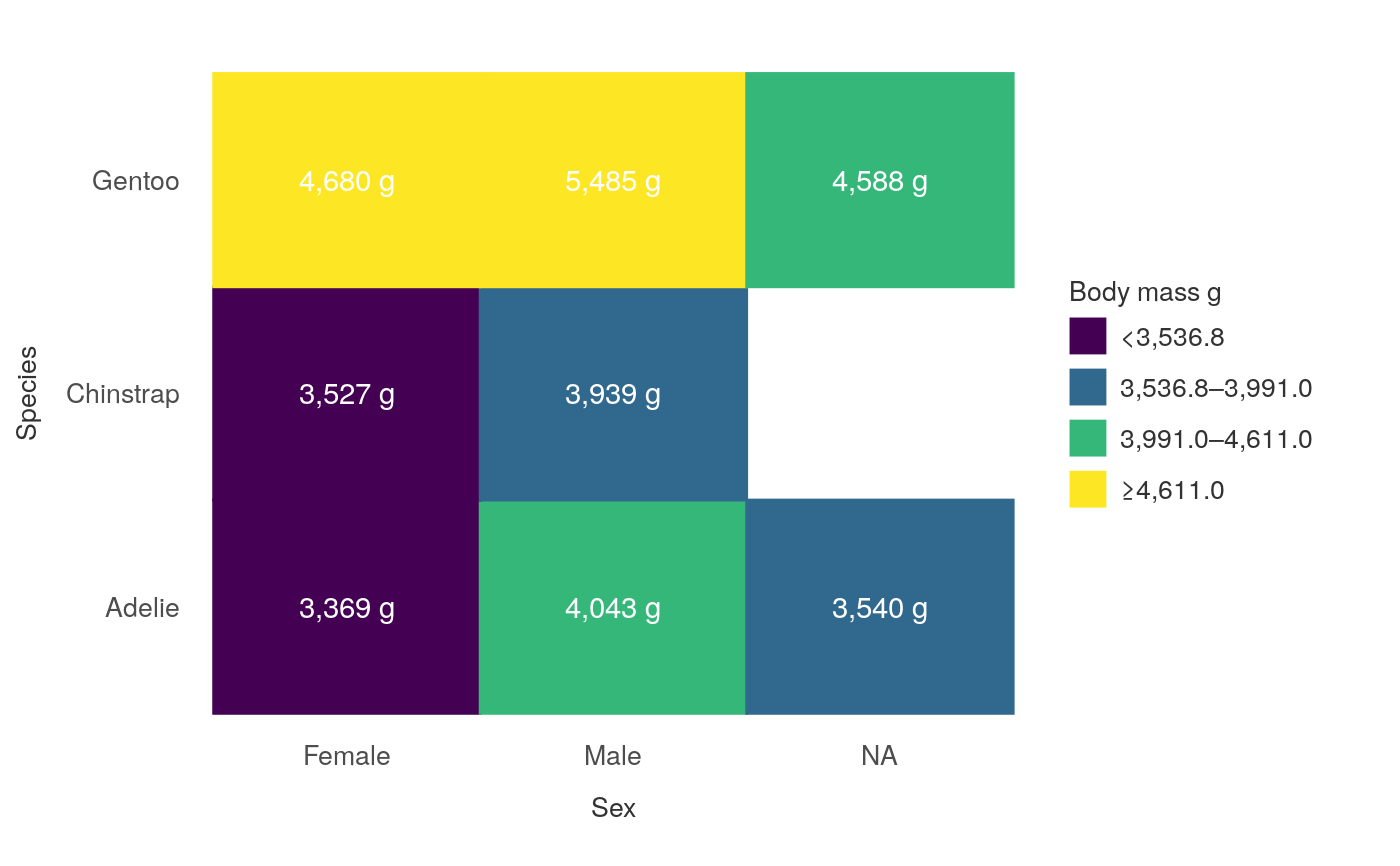 Gentoo
4,680 g
5,485 g
4,588 g
Species
Chinstrap
3,527 g
3,939 g
Adelie
3,369 g
4,043 g
3,540 g
Female
Male
NA
Sex
Body mass g
<3,536.8
3,536.8–3,991.0
3,991.0–4,611.0
≥4,611.0